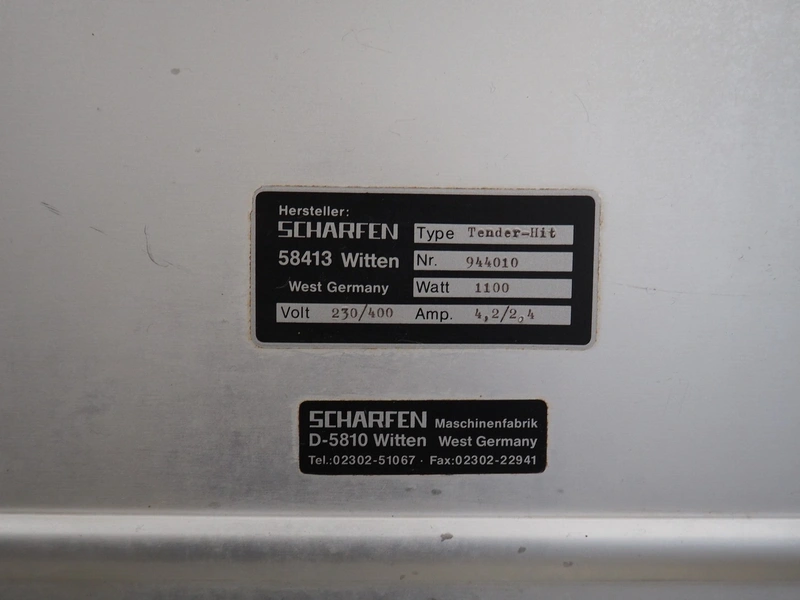 Hersteller:
SCHARFEN
58413 Witten
West Germany
Type Tender-Hit
Nr. 944010
Watt 1100
Volt 230/400 Amp. 4,2/2,4
SCHARFEN Maschinenfabrik
D-5810 Witten West Germany
Tel.:02302-51067 · Fax:02302-22941